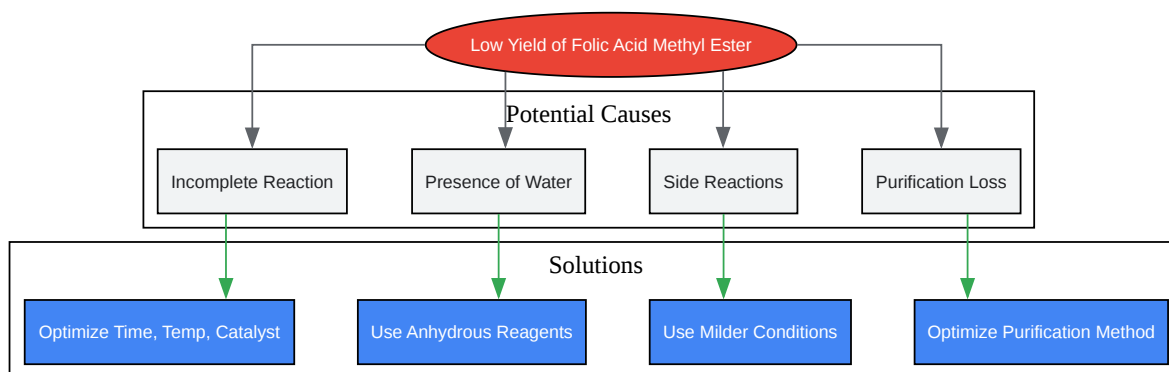 Low Yield of Folic Acid Methyl Ester
Potential Causes
Incomplete Reaction
Presence of Water
Side Reactions
Purification Loss
Solutions
Optimize Time, Temp, Catalyst
Use Anhydrous Reagents
Use Milder Conditions
Optimize Purification Method